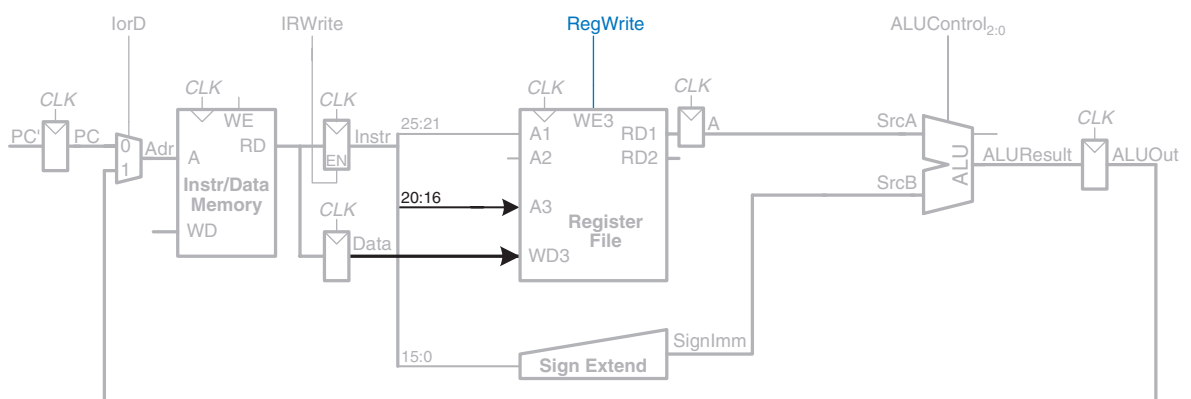 IorD IRWrite RegWrite ALUControl2:0
CLK CLK CLK CLK CLK CLK
PC' PC 0 1 Adr
WE
A RD
Instr/Data
Memory
WD
EN
Instr
25:21
20:16
Data
15:0
WE3
A1 RD1
A2 RD2
A3
Register
File
WD3
A
Sign Extend
SignImm
SrcA
SrcB
ALU
ALUResult
ALUOut